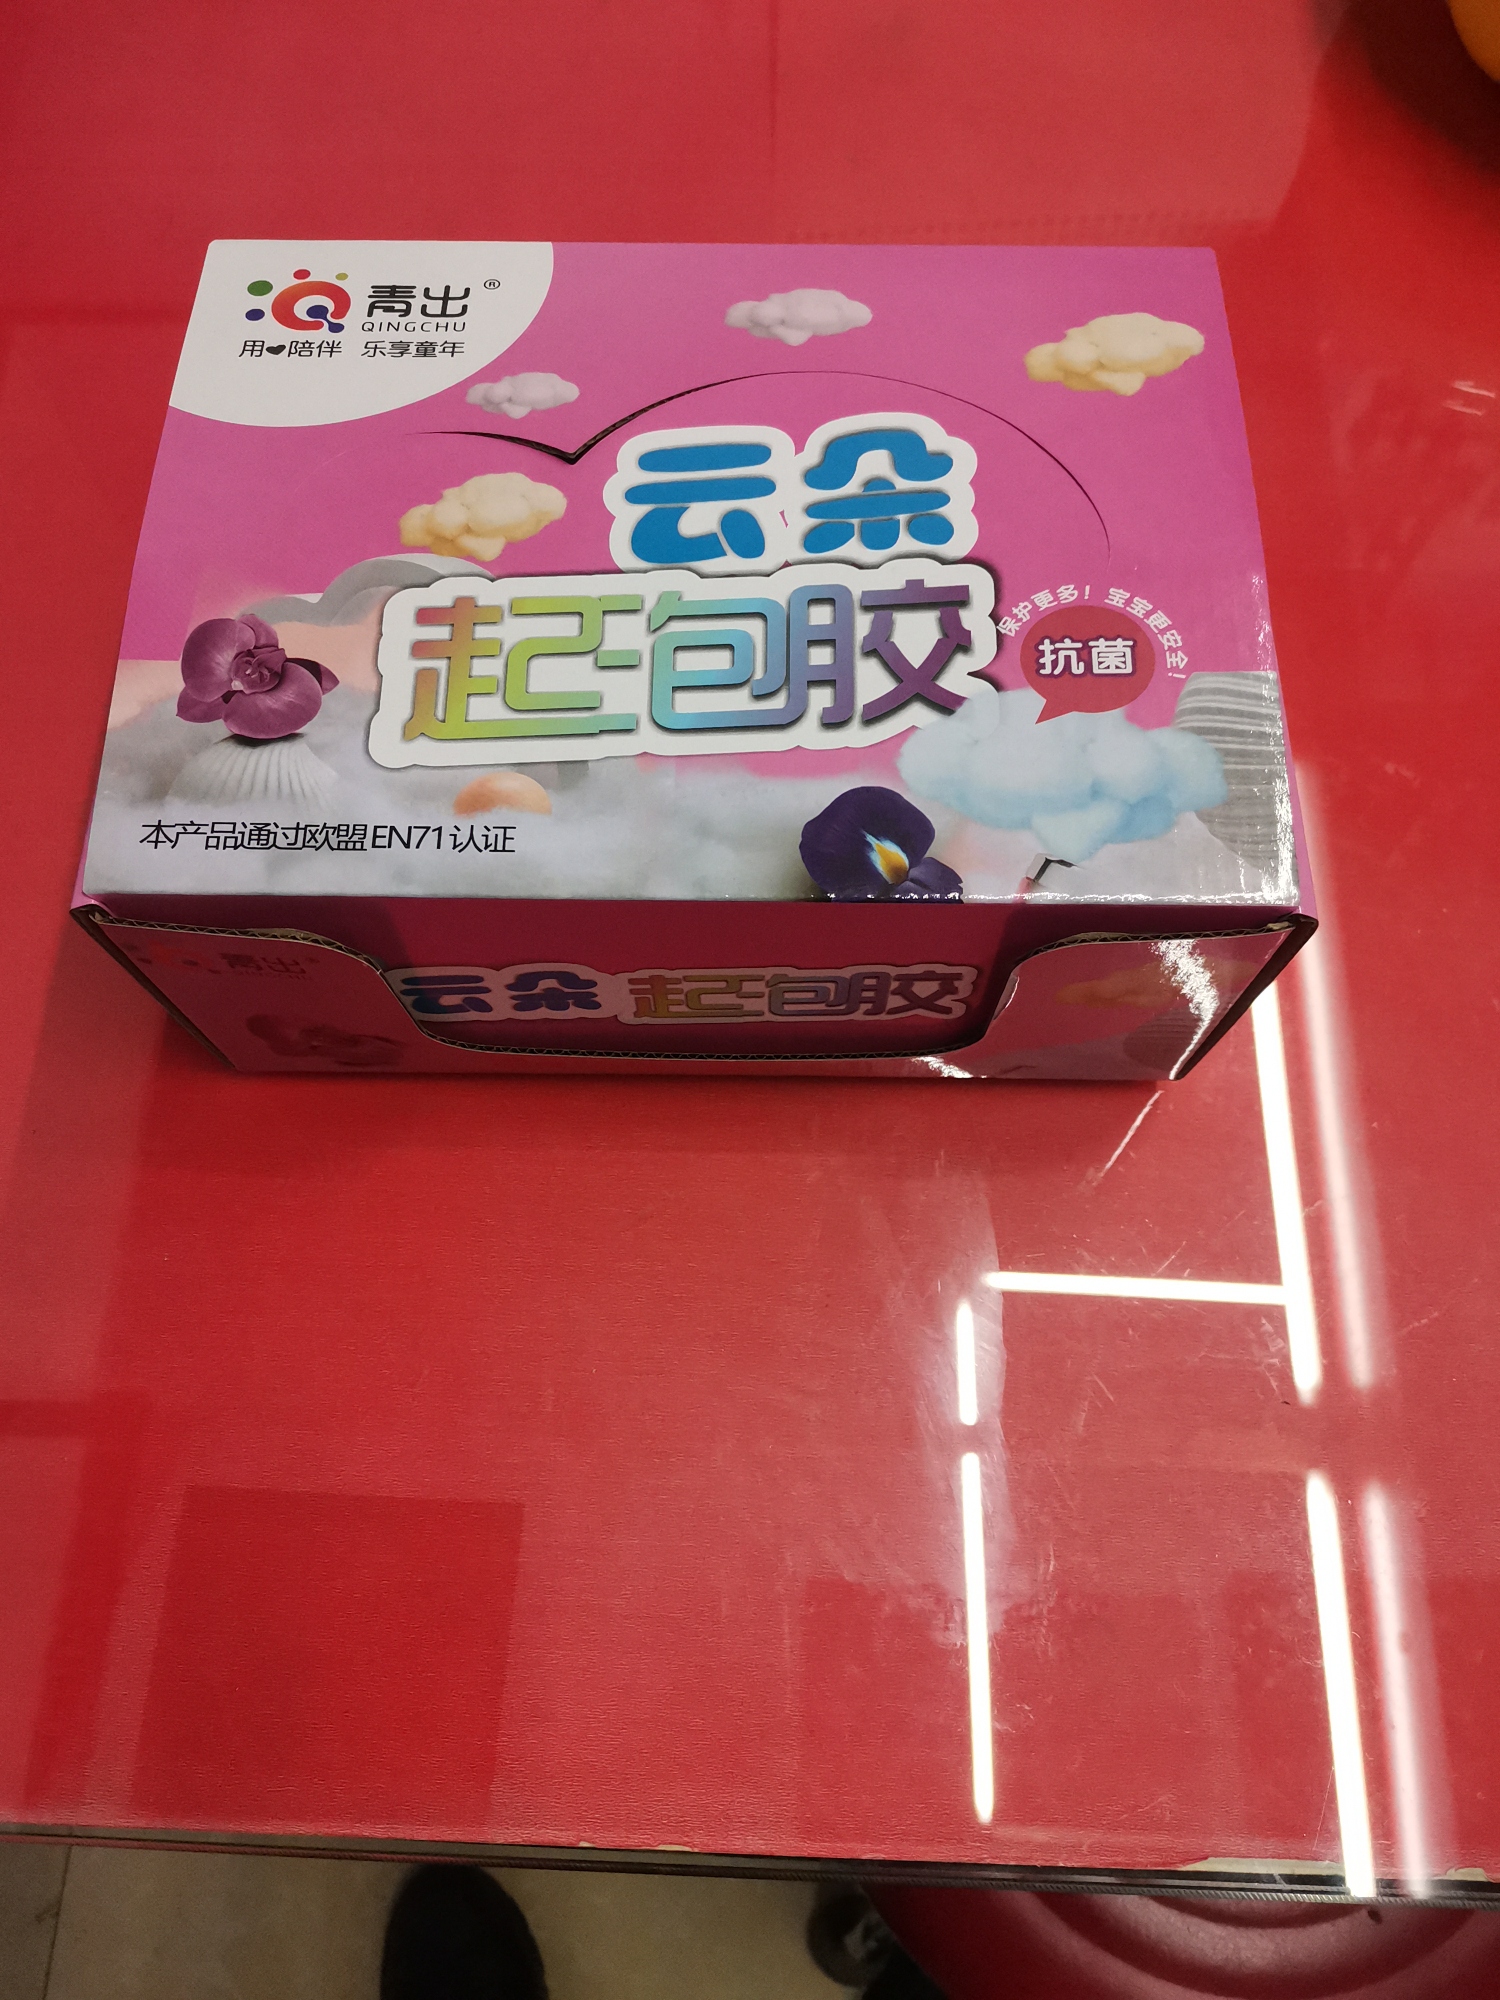 青出®
QINGCHU
用陪伴 乐享童年
云朵
起泡胶
保护更多！宝宝更安全！
抗菌
本产品通过欧盟EN71认证
青出
云朵 起泡胶